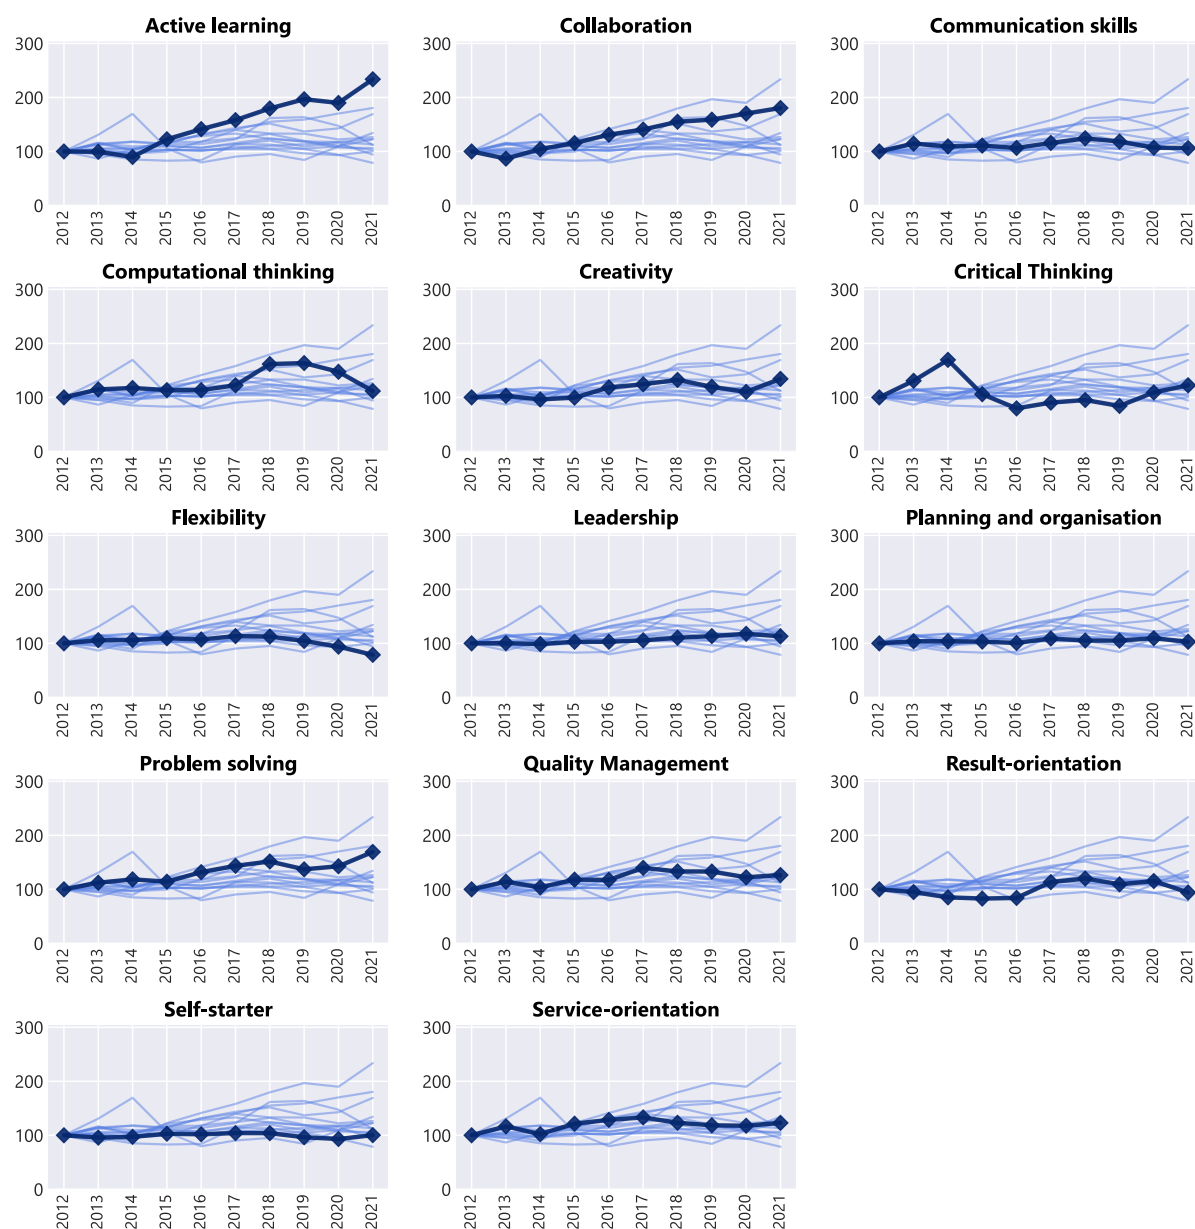 Active learning Collaboration Communication skills
300 300 300
200 200 200
100 100 100
0 0 0
2012 2013 2014 2015 2016 2017 2018 2019 2020 2021 2012 2013 2014 2015 2016 2017 2018 2019 2020 2021 2012 2013 2014 2015 2016 2017 2018 2019 2020 2021
Computational thinking Creativity Critical Thinking
300 300 300
200 200 200
100 100 100
0 0 0
2012 2013 2014 2015 2016 2017 2018 2019 2020 2021 2012 2013 2014 2015 2016 2017 2018 2019 2020 2021 2012 2013 2014 2015 2016 2017 2018 2019 2020 2021
Flexibility Leadership Planning and organisation
300 300 300
200 200 200
100 100 100
0 0 0
2012 2013 2014 2015 2016 2017 2018 2019 2020 2021 2012 2013 2014 2015 2016 2017 2018 2019 2020 2021 2012 2013 2014 2015 2016 2017 2018 2019 2020 2021
Problem solving Quality Management Result-orientation
300 300 300
200 200 200
100 100 100
0 0 0
2012 2013 2014 2015 2016 2017 2018 2019 2020 2021 2012 2013 2014 2015 2016 2017 2018 2019 2020 2021 2012 2013 2014 2015 2016 2017 2018 2019 2020 2021
Self-starter Service-orientation
300 300
200 200
100 100
0 0
2012 2013 2014 2015 2016 2017 2018 2019 2020 2021 2012 2013 2014 2015 2016 2017 2018 2019 2020 2021